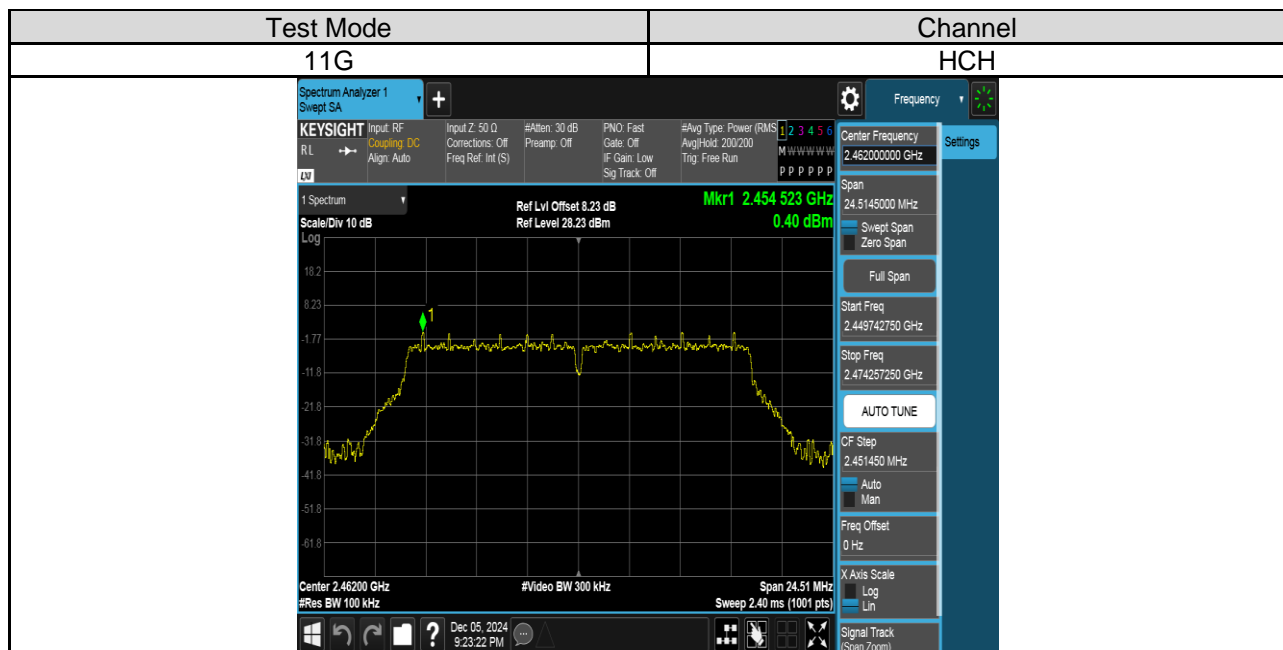 Test Mode Channel
11G HCH
Spectrum Analyzer 1
Swept SA
+
Frequency
KEYSIGHT
RL
LXI
Input: RF
Coupling: DC
Align: Auto
Input Z: 50 Ω
Corrections: Off
Freq Ref: Int (S)
#Atten: 30 dB
Preamp: Off
PNO: Fast
Gate: Off
IF Gain: Low
Sig Track: Off
#Avg Type: Power (RMS
Avg|Hold: 200/200
Trig: Free Run
1 2 3 4 5 6
M W W W W W
P P P P P P
1 Spectrum
Scale/Div 10 dB
Log
Ref Lvl Offset 8.23 dB
Ref Level 28.23 dBm
Mkr1 2.454 523 GHz
0.40 dBm
18.2
8.23
-1.77
-11.8
-21.8
-31.8
-41.8
-51.8
-61.8
1
Center 2.46200 GHz
#Res BW 100 kHz
#Video BW 300 kHz
Span 24.51 MHz
Sweep 2.40 ms (1001 pts)
Center Frequency
2.462000000 GHz
Settings
Span
24.5145000 MHz
Swept Span
Zero Span
Full Span
Start Freq
2.449742750 GHz
Stop Freq
2.474257250 GHz
AUTO TUNE
CF Step
2.451450 MHz
Auto
Man
Freq Offset
0 Hz
X Axis Scale
Log
Lin
Signal Track
(Span Zoom)
?
Dec 05, 2024
9:23:22 PM